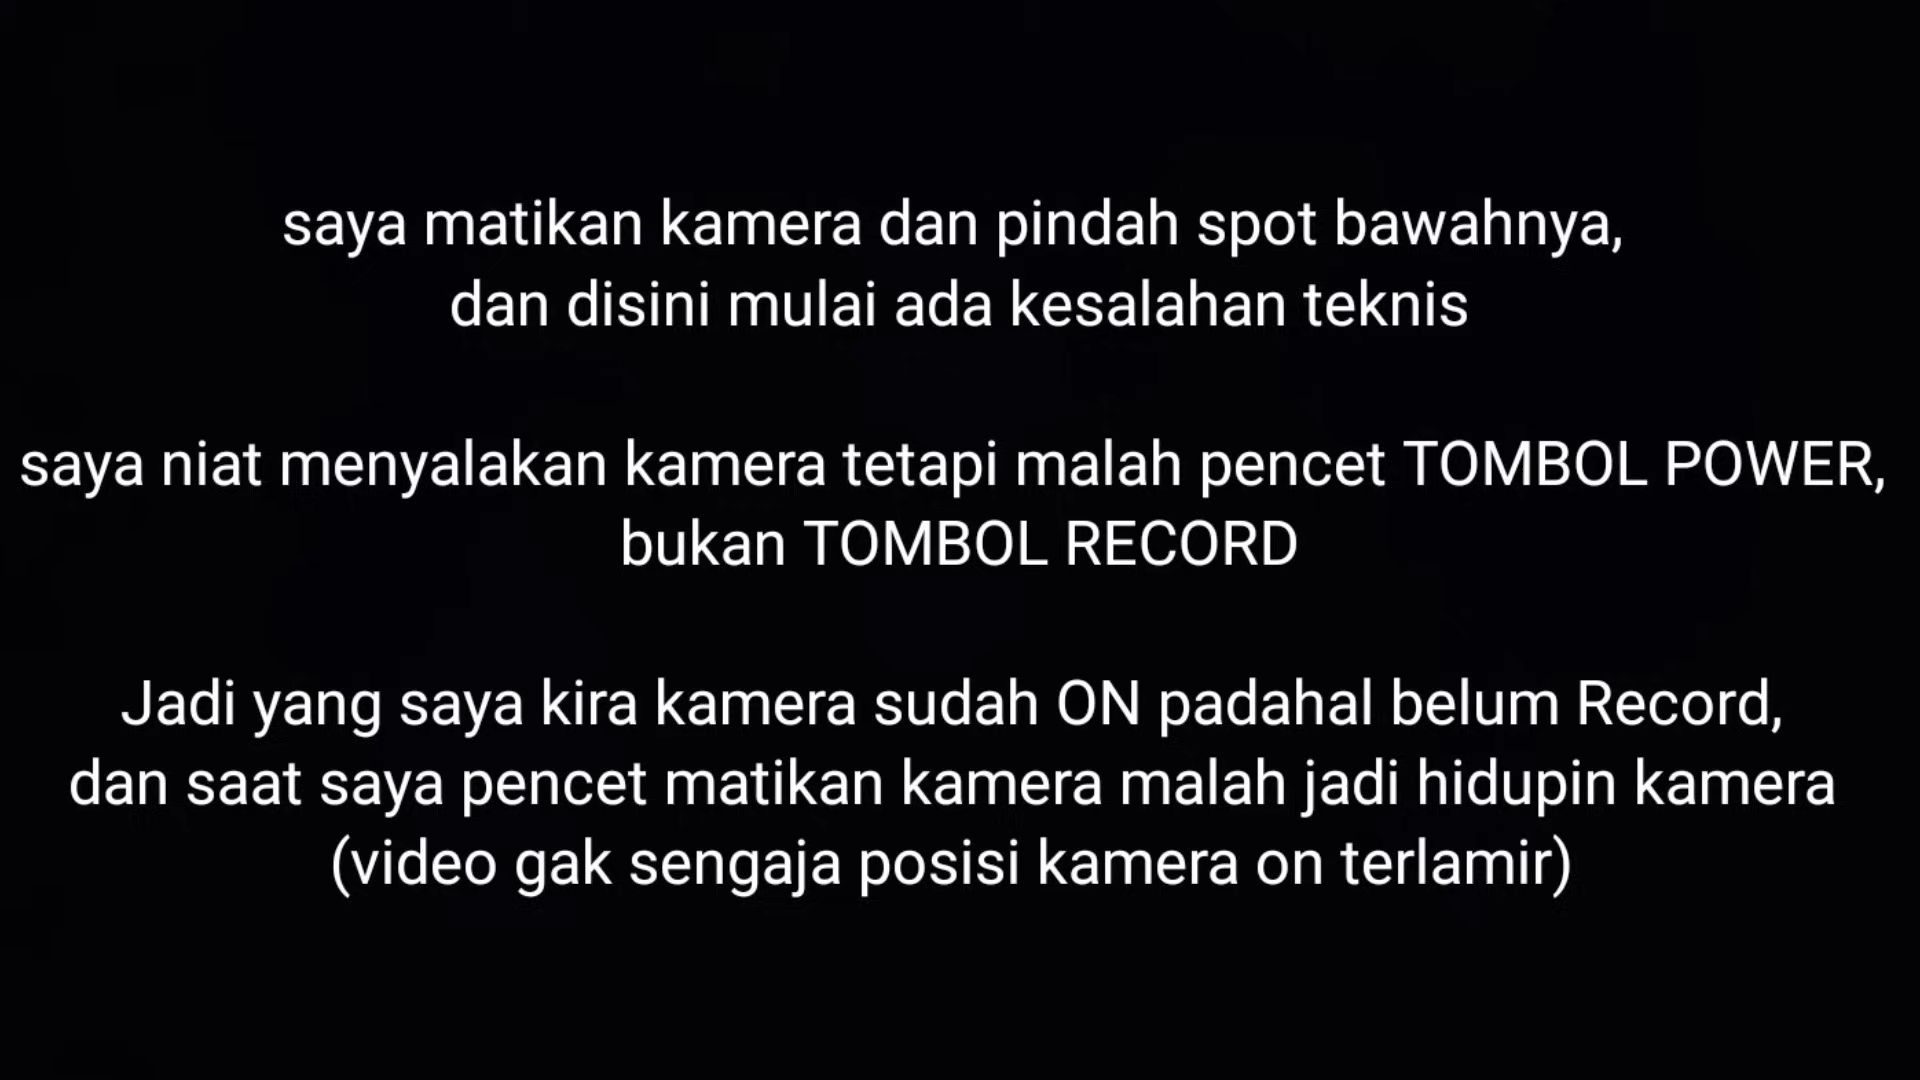 saya matikan kamera dan pindah spot bawahnya,
dan disini mulai ada kesalahan teknis
saya niat menyalakan kamera tetapi malah pencet TOMBOL POWER,
bukan TOMBOL RECORD
Jadi yang saya kira kamera sudah ON padahal belum Record,
dan saat saya pencet matikan kamera malah jadi hidupin kamera
(video gak sengaja posisi kamera on terlamir)